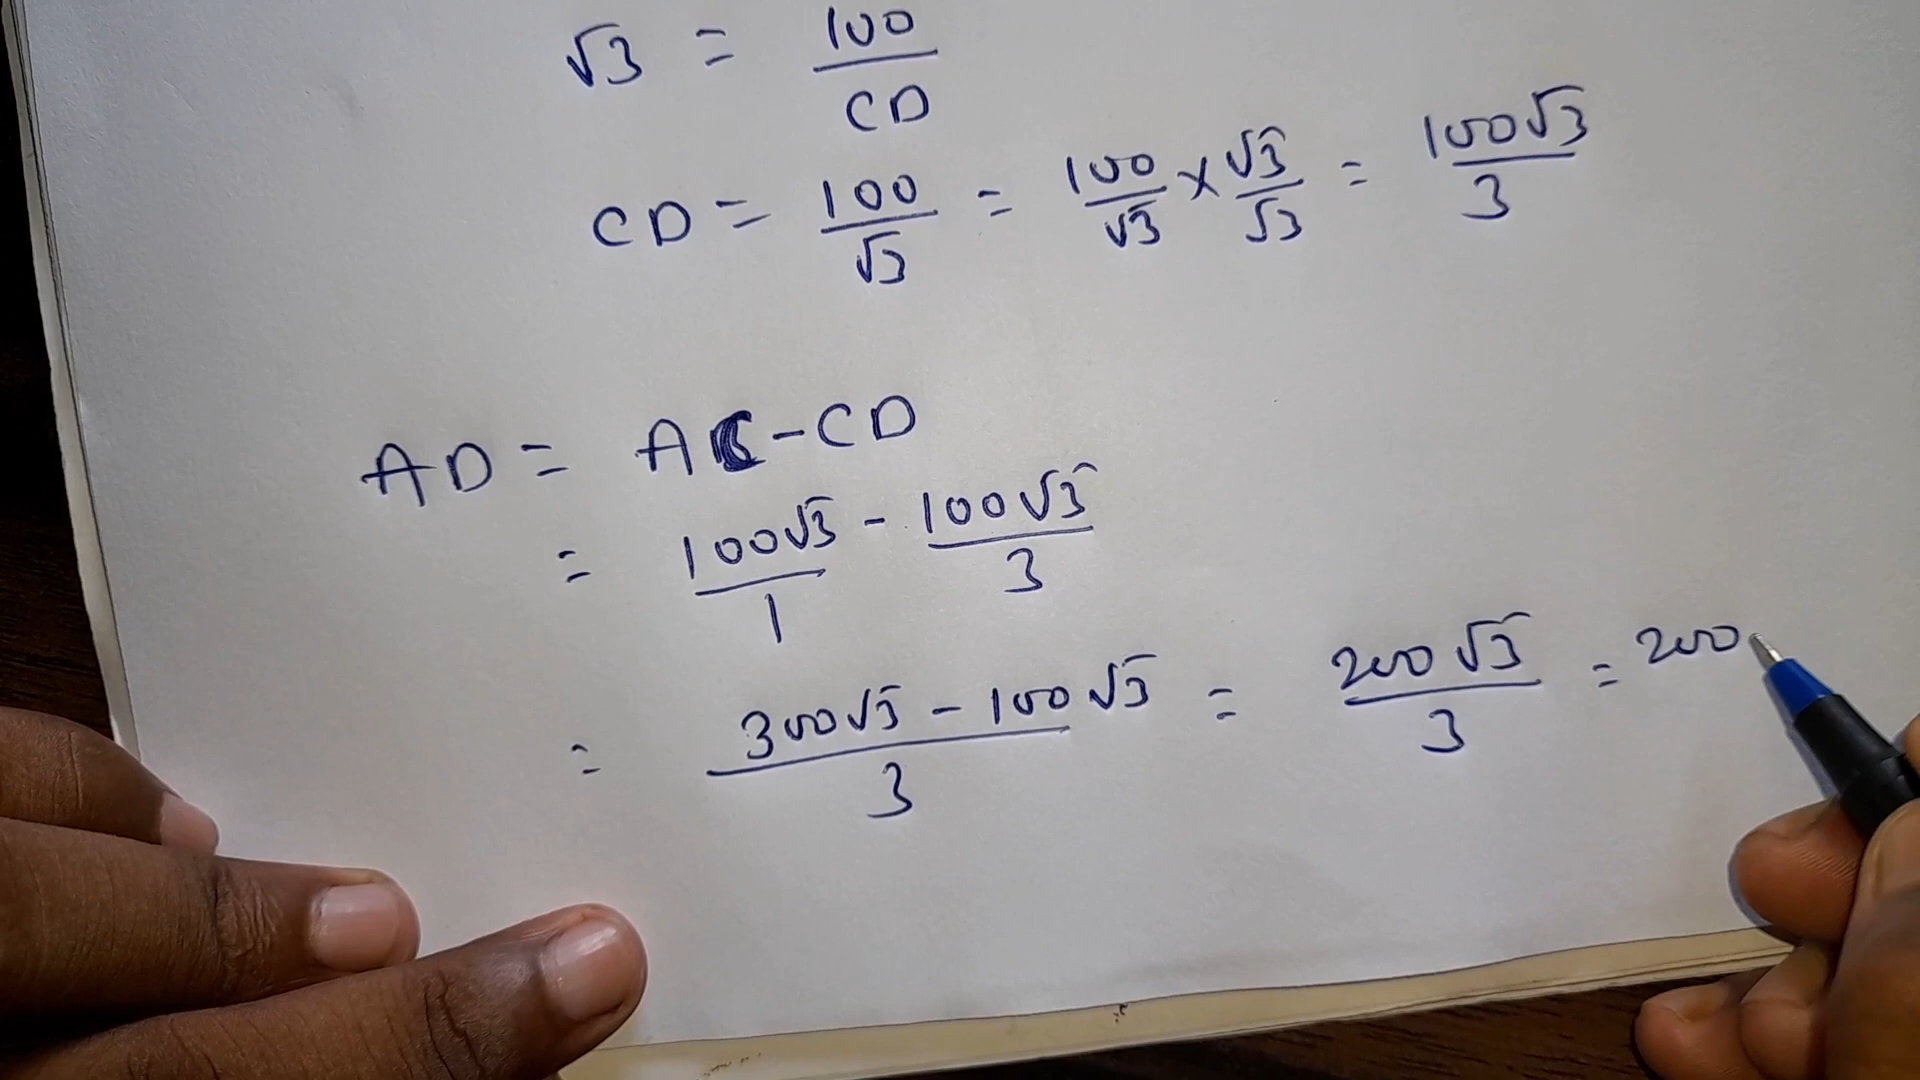 √3 = 100/CD
CD = 100/√3 = 100/√3 × √3/√3 = 100√3/3
AD = AC - CD
= 100√3/1 - 100√3/3
= 300√3 - 100√3/3 = 200√3/3 = 200